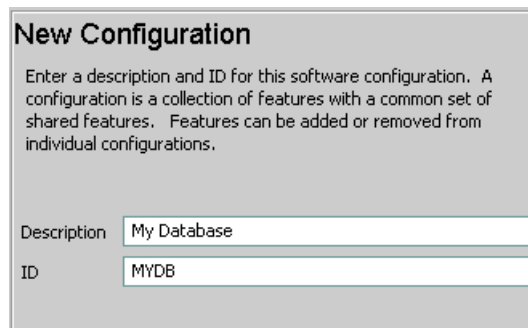 New Configuration
Enter a description and ID for this software configuration. A
configuration is a collection of features with a common set of
shared features. Features can be added or removed from
individual configurations.
Description My Database
ID MYDB